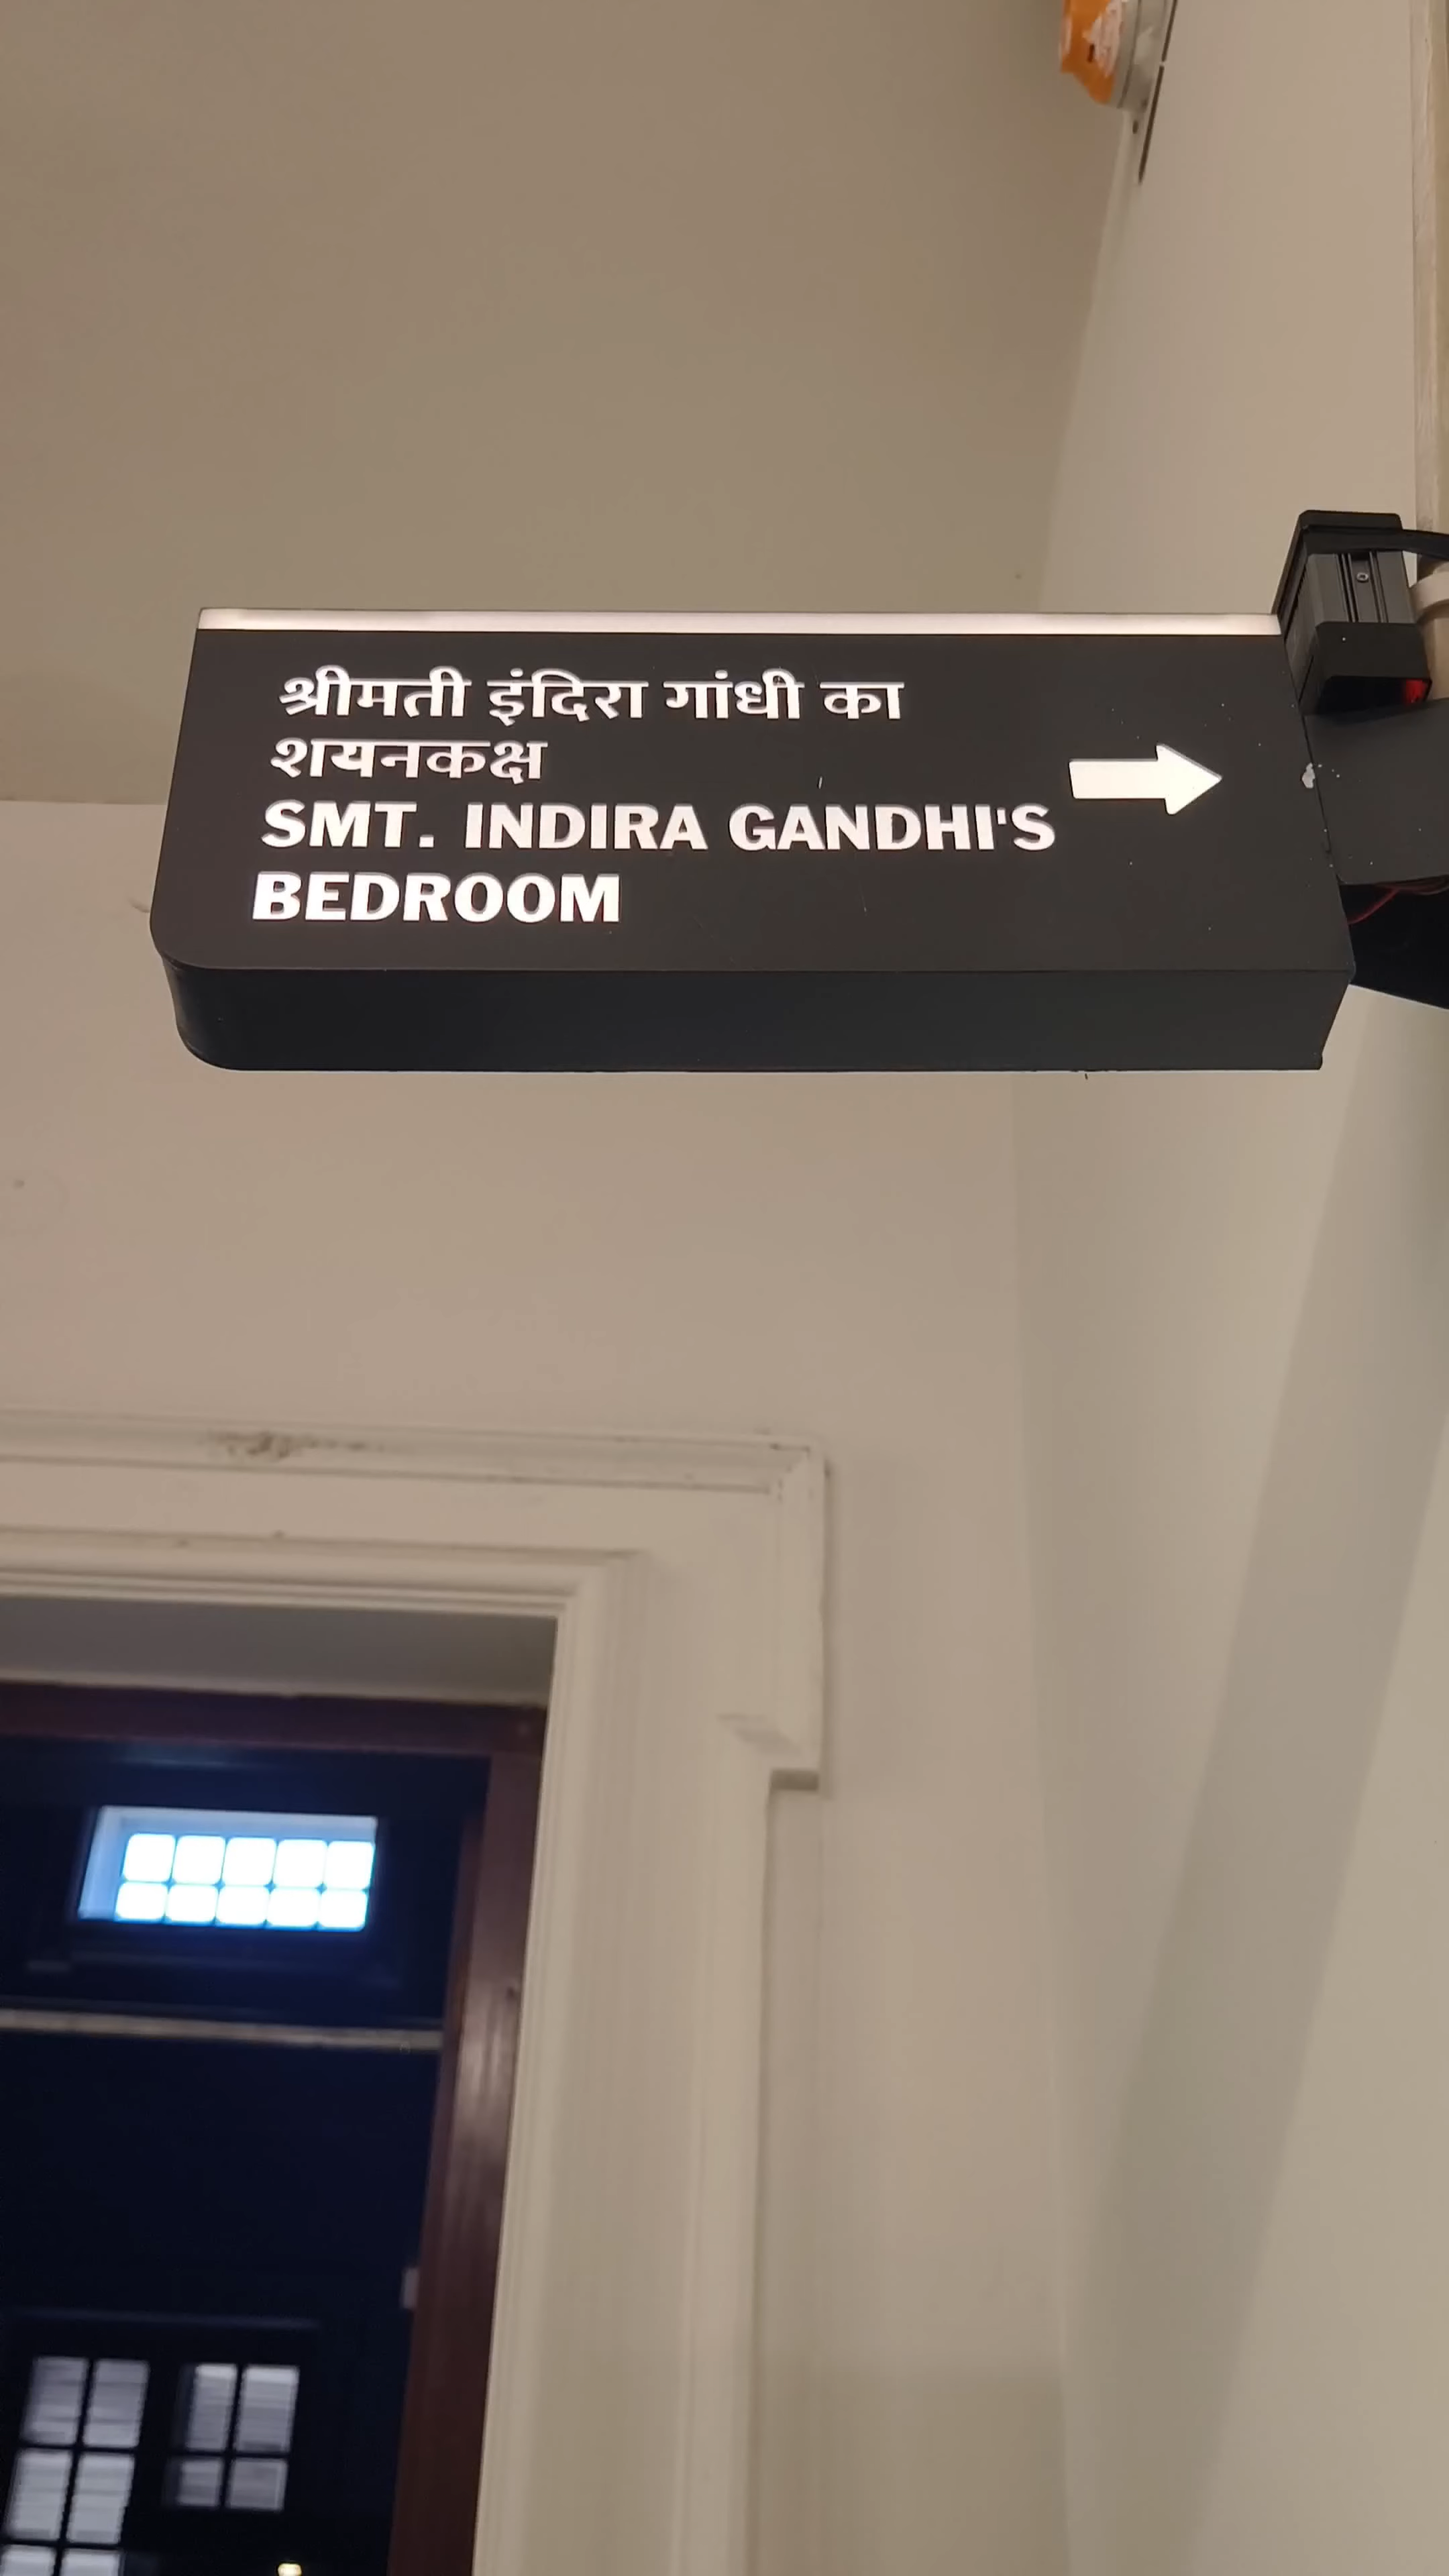 श्रीमती इंदिरा गांधी का
शयनकक्ष
SMT. INDIRA GANDHI'S
BEDROOM